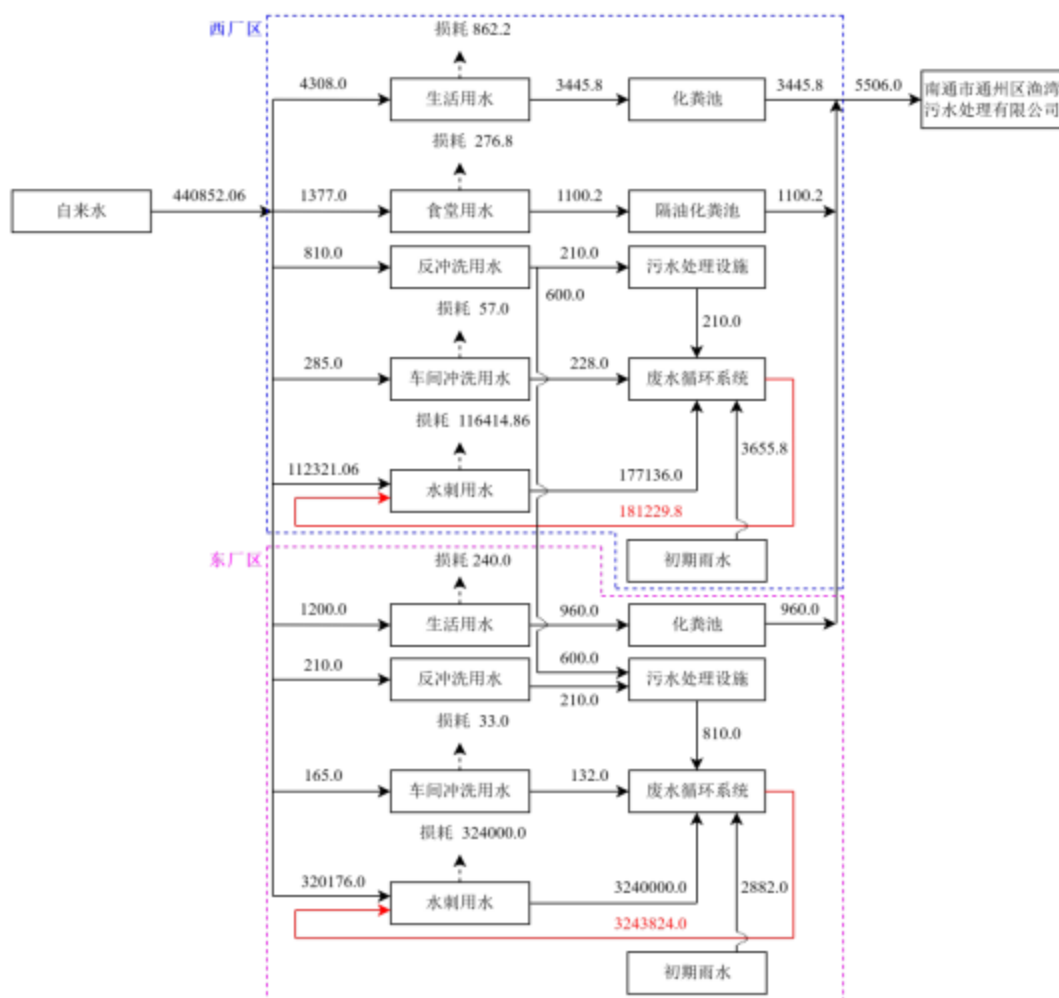 西厂区
损耗 862.2
4308.0
生活用水
3445.8
化粪池
3445.8
5506.0
南通市通州区渔湾
污水处理有限公司
损耗 276.8
自来水
440852.06
1377.0
食堂用水
1100.2
隔油化粪池
1100.2
810.0
反冲洗用水
210.0
污水处理设施
600.0
损耗 57.0
210.0
285.0
车间冲洗用水
228.0
废水循环系统
损耗 116414.86
3655.8
112321.06
水刺用水
177136.0
181229.8
初期雨水
东厂区
损耗 240.0
1200.0
生活用水
960.0
化粪池
960.0
210.0
反冲洗用水
600.0
210.0
污水处理设施
损耗 33.0
810.0
165.0
车间冲洗用水
132.0
废水循环系统
损耗 324000.0
320176.0
水刺用水
3240000.0
2882.0
3243824.0
初期雨水